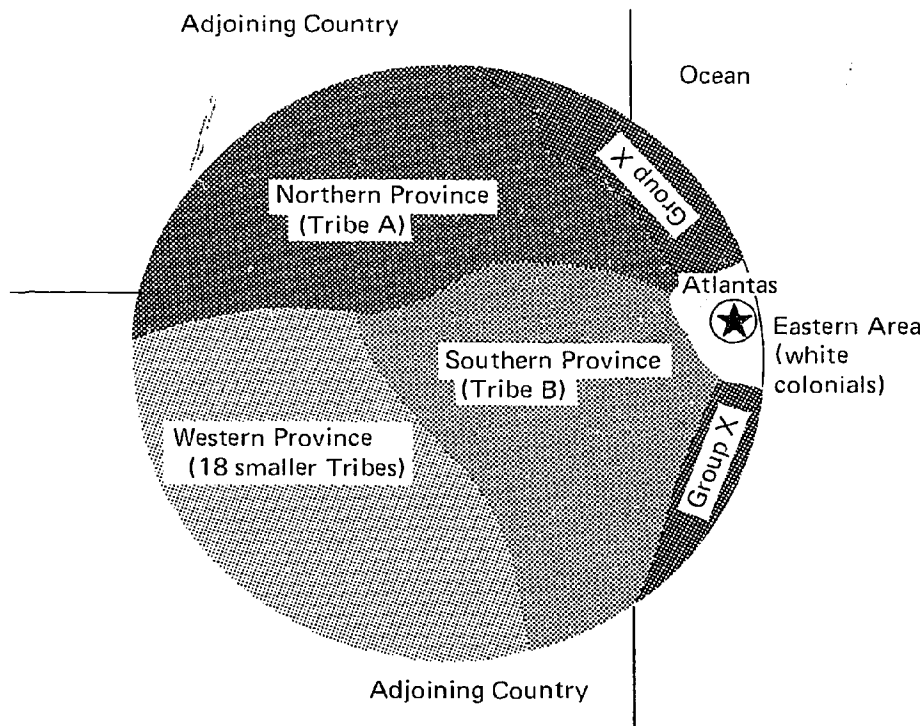 Adjoining Country
Ocean
Group X
Northern Province
(Tribe A)
Atlantas
Eastern Area
(white
colonials)
Southern Province
(Tribe B)
Western Province
(18 smaller Tribes)
Group X
Adjoining Country